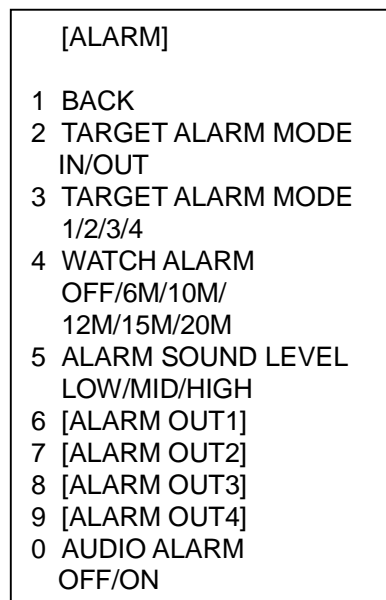 [ALARM]
1 BACK
2 TARGET ALARM MODE
IN/OUT
3 TARGET ALARM MODE
1/2/3/4
4 WATCH ALARM
OFF/6M/10M/
12M/15M/20M
5 ALARM SOUND LEVEL
LOW/MID/HIGH
6 [ALARM OUT1]
7 [ALARM OUT2]
8 [ALARM OUT3]
9 [ALARM OUT4]
0 AUDIO ALARM
OFF/ON